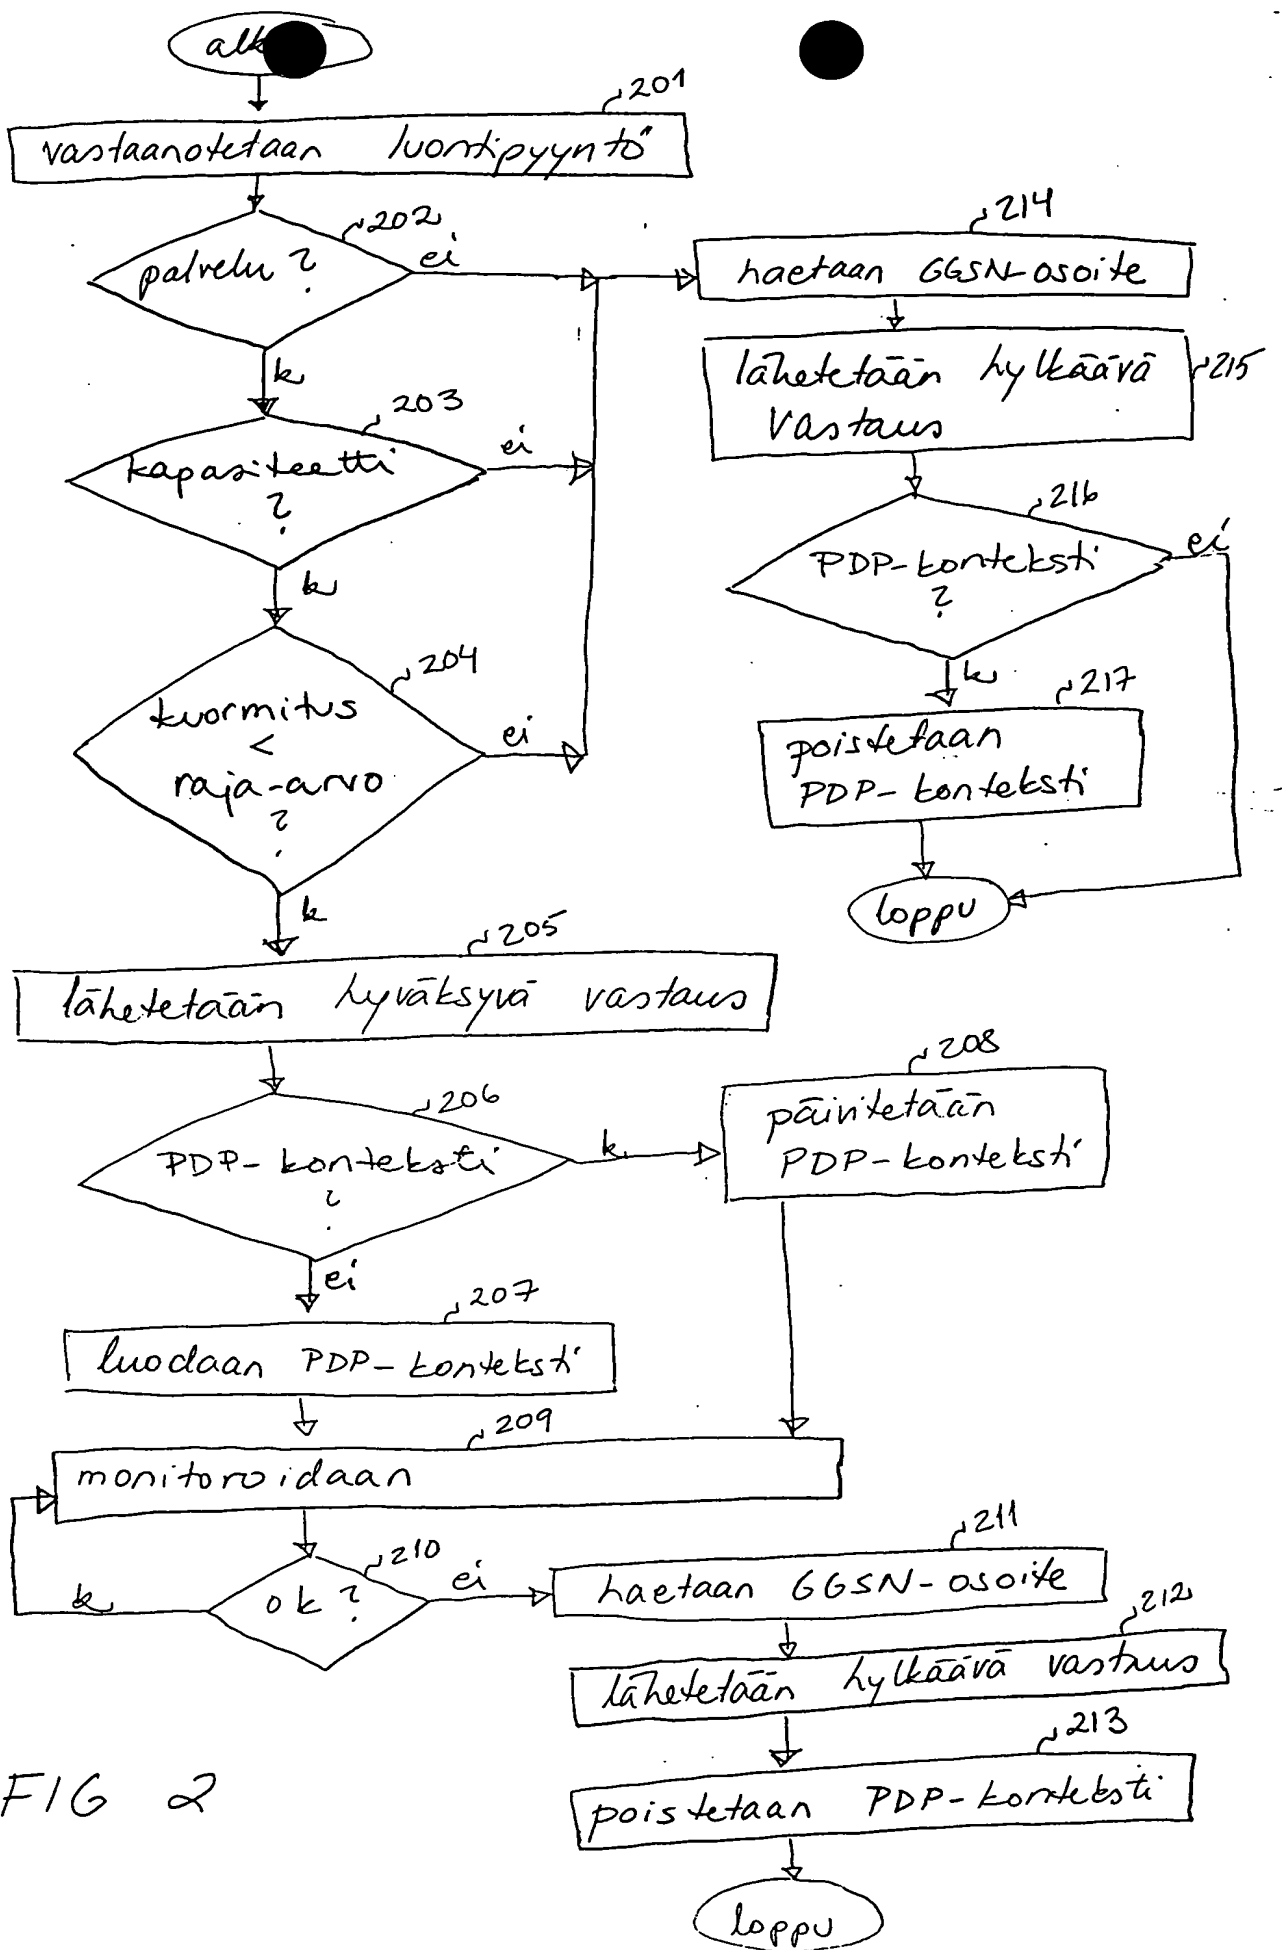 201
vastaanotetaan luontipyyntö
202
palvelu ?
ei
k
203
kapasiteetti
?
ei
k
204
kuormitus
<
raja-arvo
?
ei
k
214
haetaan GGSN-osoite
lähetetään hylkäävä
vastaus
215
216
PDP-konteksti
?
ei
k
217
poistetaan
PDP-konteksti
loppu
205
lähetetään hyväksyvä vastaus
206
PDP-konteksti
?
k
ei
208
päivitetään
PDP-konteksti
207
luodaan PDP-konteksti
209
monitoroidaan
210
ok ?
k
ei
211
haetaan GGSN-osoite
212
lähetetään hylkäävä vastaus
213
poistetaan PDP-konteksti
loppu
FIG 2